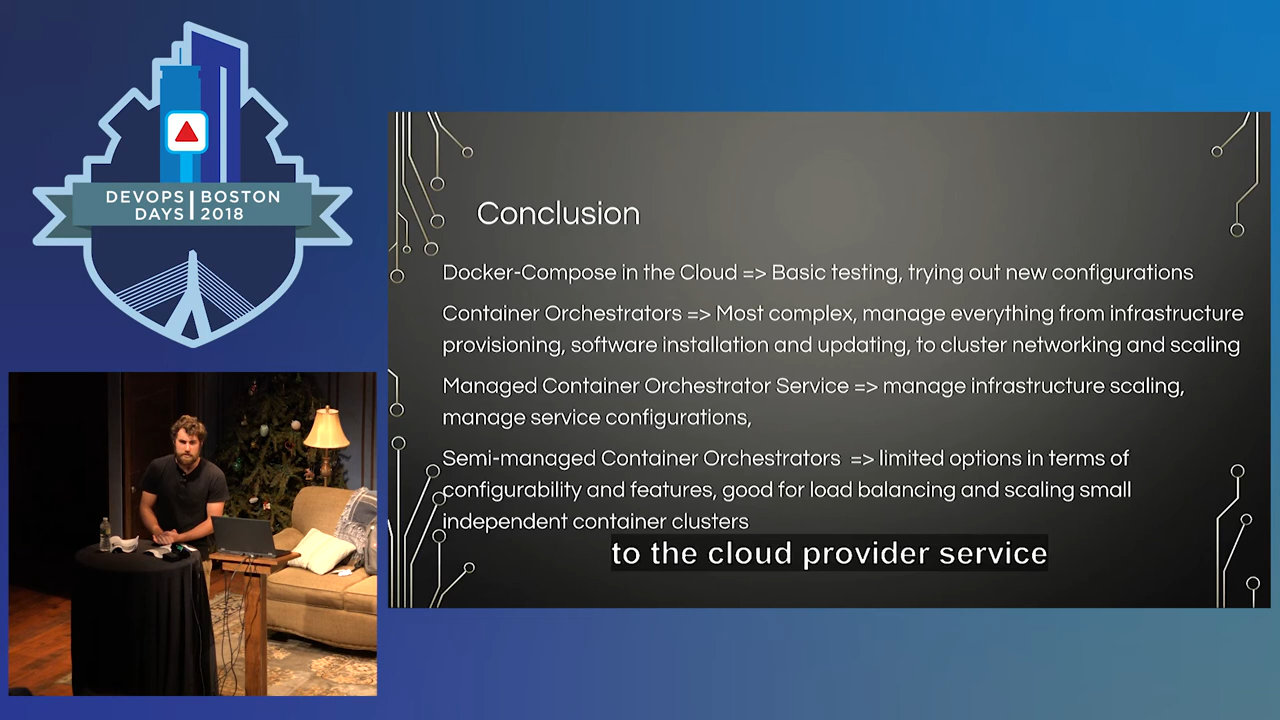 DEVOPS BOSTON
DAYS 2018
Conclusion
Docker-Compose in the Cloud => Basic testing, trying out new configurations
Container Orchestrators => Most complex, manage everything from infrastructure
provisioning, software installation and updating, to cluster networking and scaling
Managed Container Orchestrator Service => manage infrastructure scaling,
manage service configurations,
Semi-managed Container Orchestrators => limited options in terms of
configurability and features, good for load balancing and scaling small
independent container clusters
to the cloud provider service